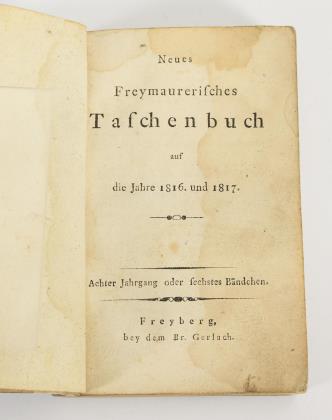 Neues
Freymaureriſches
Taſchenbuch
auf
die Jahre 1816. und 1817.
Achter Jahrgang oder ſechstes Bändchen.
Freyberg,
bey dem Br. Gerlach.